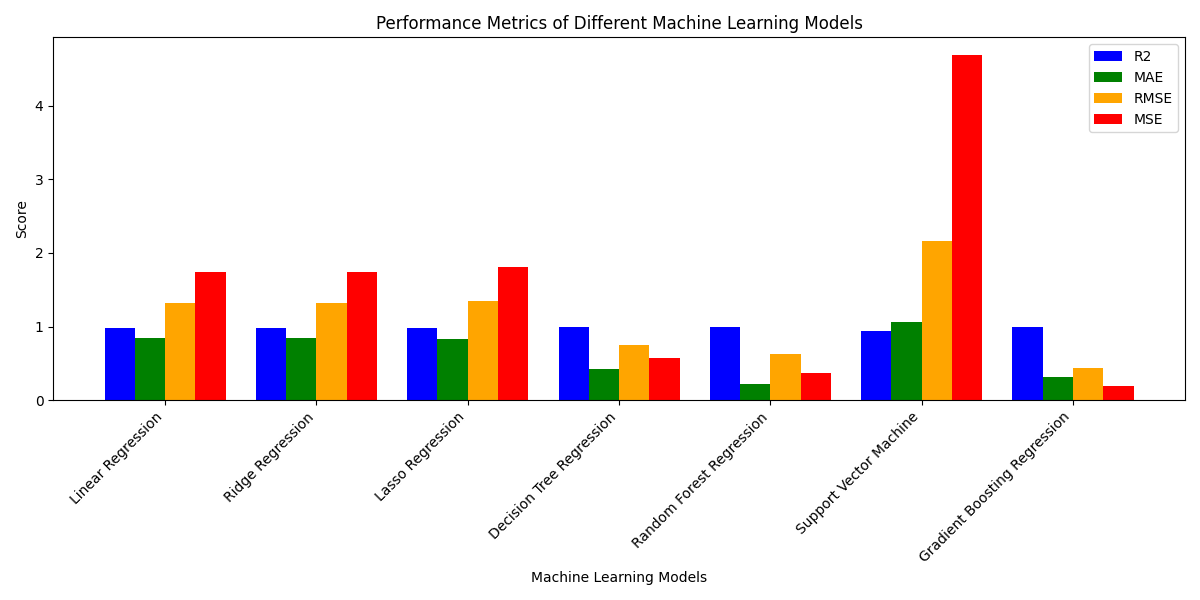 Performance Metrics of Different Machine Learning Models
R2
MAE
RMSE
MSE
Score
4
3
2
1
0
Linear Regression
Ridge Regression
Lasso Regression
Decision Tree Regression
Random Forest Regression
Support Vector Machine
Gradient Boosting Regression
Machine Learning Models